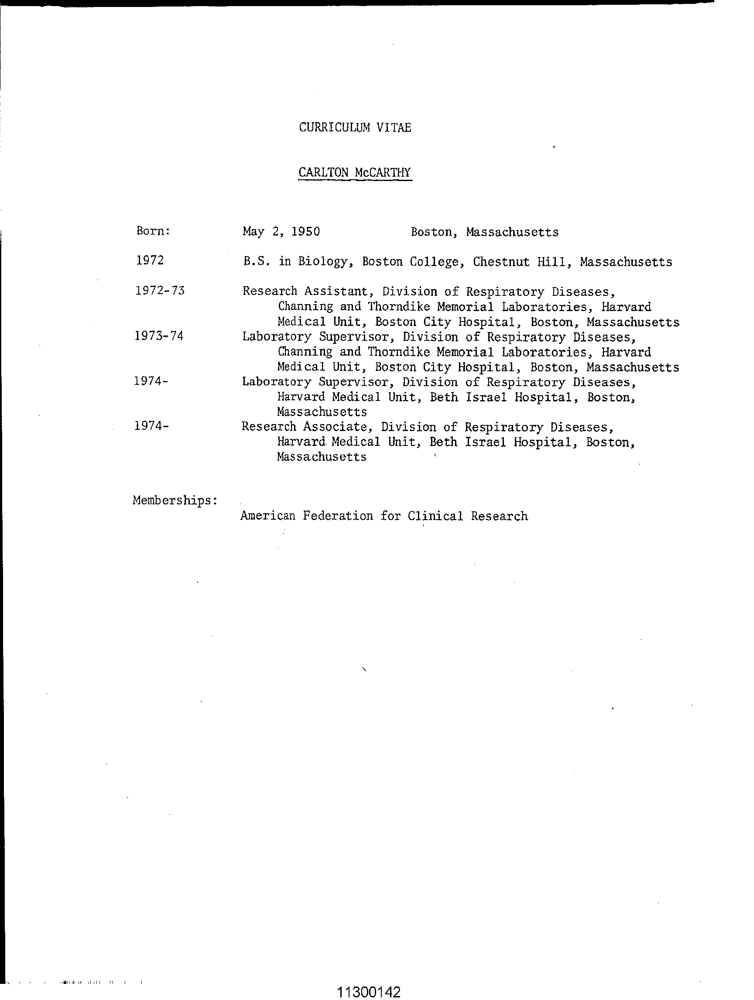 CURRICULUM VITAE
CARLTON McCARTHY
Born: May 2, 1950 Boston, Massachusetts
1972 B.S. in Biology, Boston College, Chestnut Hill, Massachusetts
1972-73 Research Assistant, Division of Respiratory Diseases,
Channing and Thorndike Memorial Laboratories, Harvard
Medical Unit, Boston City Hospital, Boston, Massachusetts
1973-74 Laboratory Supervisor, Division of Respiratory Diseases,
Channing and Thorndike Memorial Laboratories, Harvard
Medical Unit, Boston City Hospital, Boston, Massachusetts
1974- Laboratory Supervisor, Division of Respiratory Diseases,
Harvard Medical Unit, Beth Israel Hospital, Boston,
Massachusetts
1974- Research Associate, Division of Respiratory Diseases,
Harvard Medical Unit, Beth Israel Hospital, Boston,
Massachusetts
Memberships:
American Federation for Clinical Research
11300142